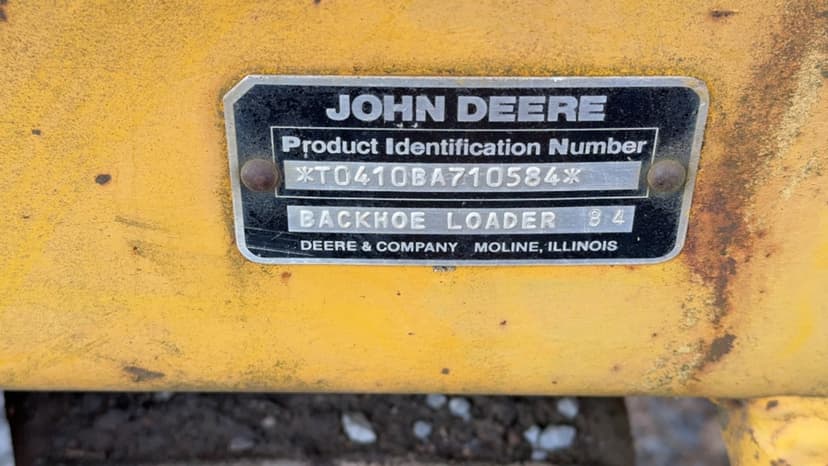 JOHN DEERE
Product Identification Number
*T0410BA710584*
BACKHOE LOADER 84
DEERE & COMPANY MOLINE, ILLINOIS